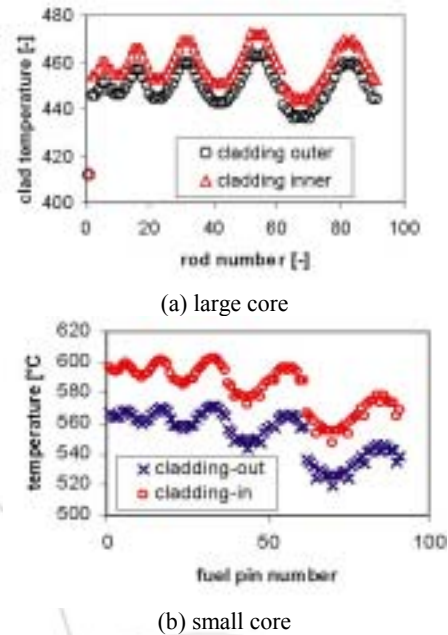 480
460
440
420
400
clad temperature [-]
cladding outer
cladding inner
0 20 40 60 80 100
rod number [-]
(a) large core
620
600
580
560
540
520
500
temperature [°C
cladding-out
cladding-in
0 50 100
fuel pin number
(b) small core